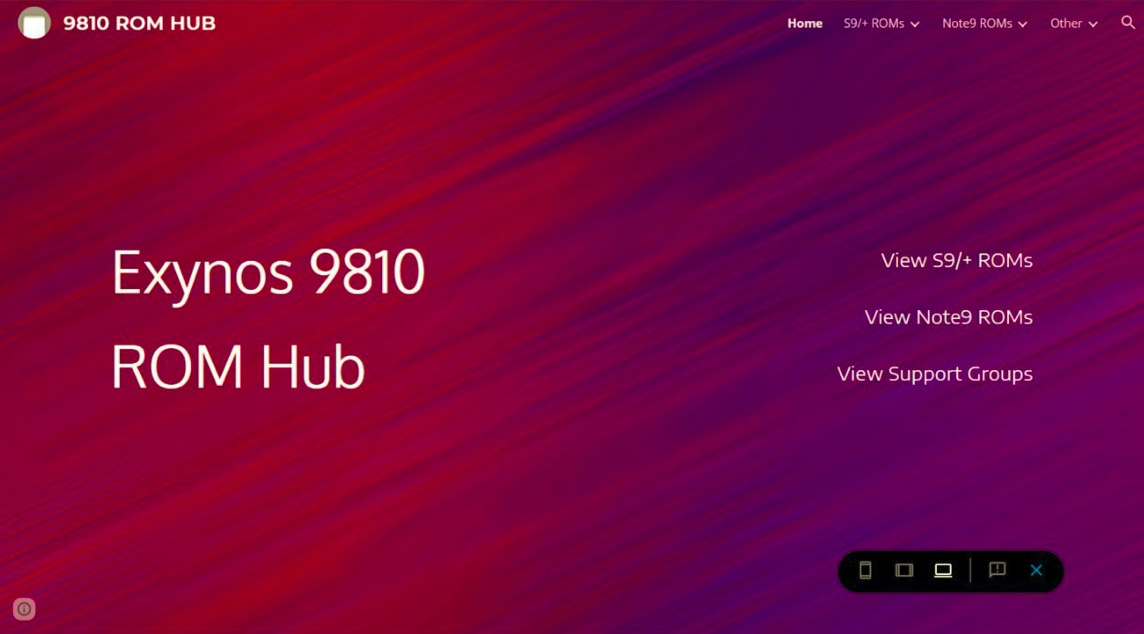 9810 ROM HUB
Home S9/+ ROMs Note9 ROMs Other
Exynos 9810
ROM Hub
View S9/+ ROMs
View Note9 ROMs
View Support Groups